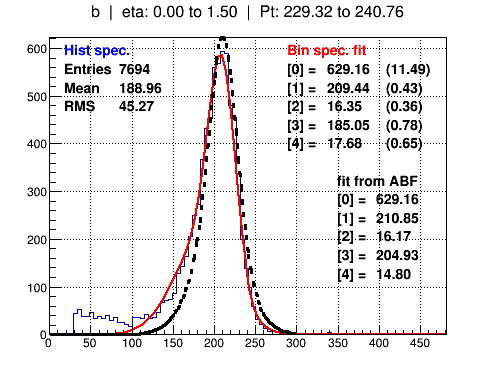 b | eta: 0.00 to 1.50 | Pt: 229.32 to 240.76
Hist spec.
Entries 7694
Mean 188.96
RMS 45.27
Bin spec. fit
[0] = 629.16 (11.49)
[1] = 209.44 (0.43)
[2] = 16.35 (0.36)
[3] = 185.05 (0.78)
[4] = 17.68 (0.65)
fit from ABF
[0] = 629.16
[1] = 210.85
[2] = 16.17
[3] = 204.93
[4] = 14.80
600
500
400
300
200
100
0
0 50 100 150 200 250 300 350 400 450